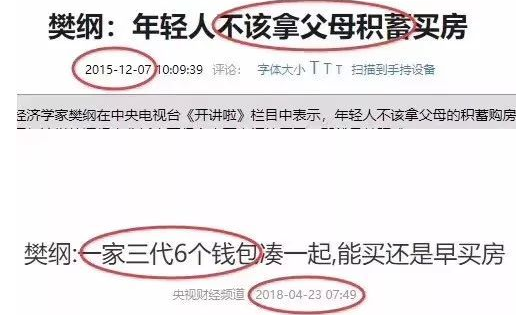 樊纲：年轻人不该拿父母积蓄买房
2015-12-07 10:09:39 评论： 字体大小 T T T 扫描到手持设备
经济学家樊纲在中央电视台《开讲啦》栏目中表示，年轻人不该拿父母的积蓄购房
樊纲:一家三代6个钱包凑一起,能买还是早买房
央视财经频道 2018-04-23 07:49